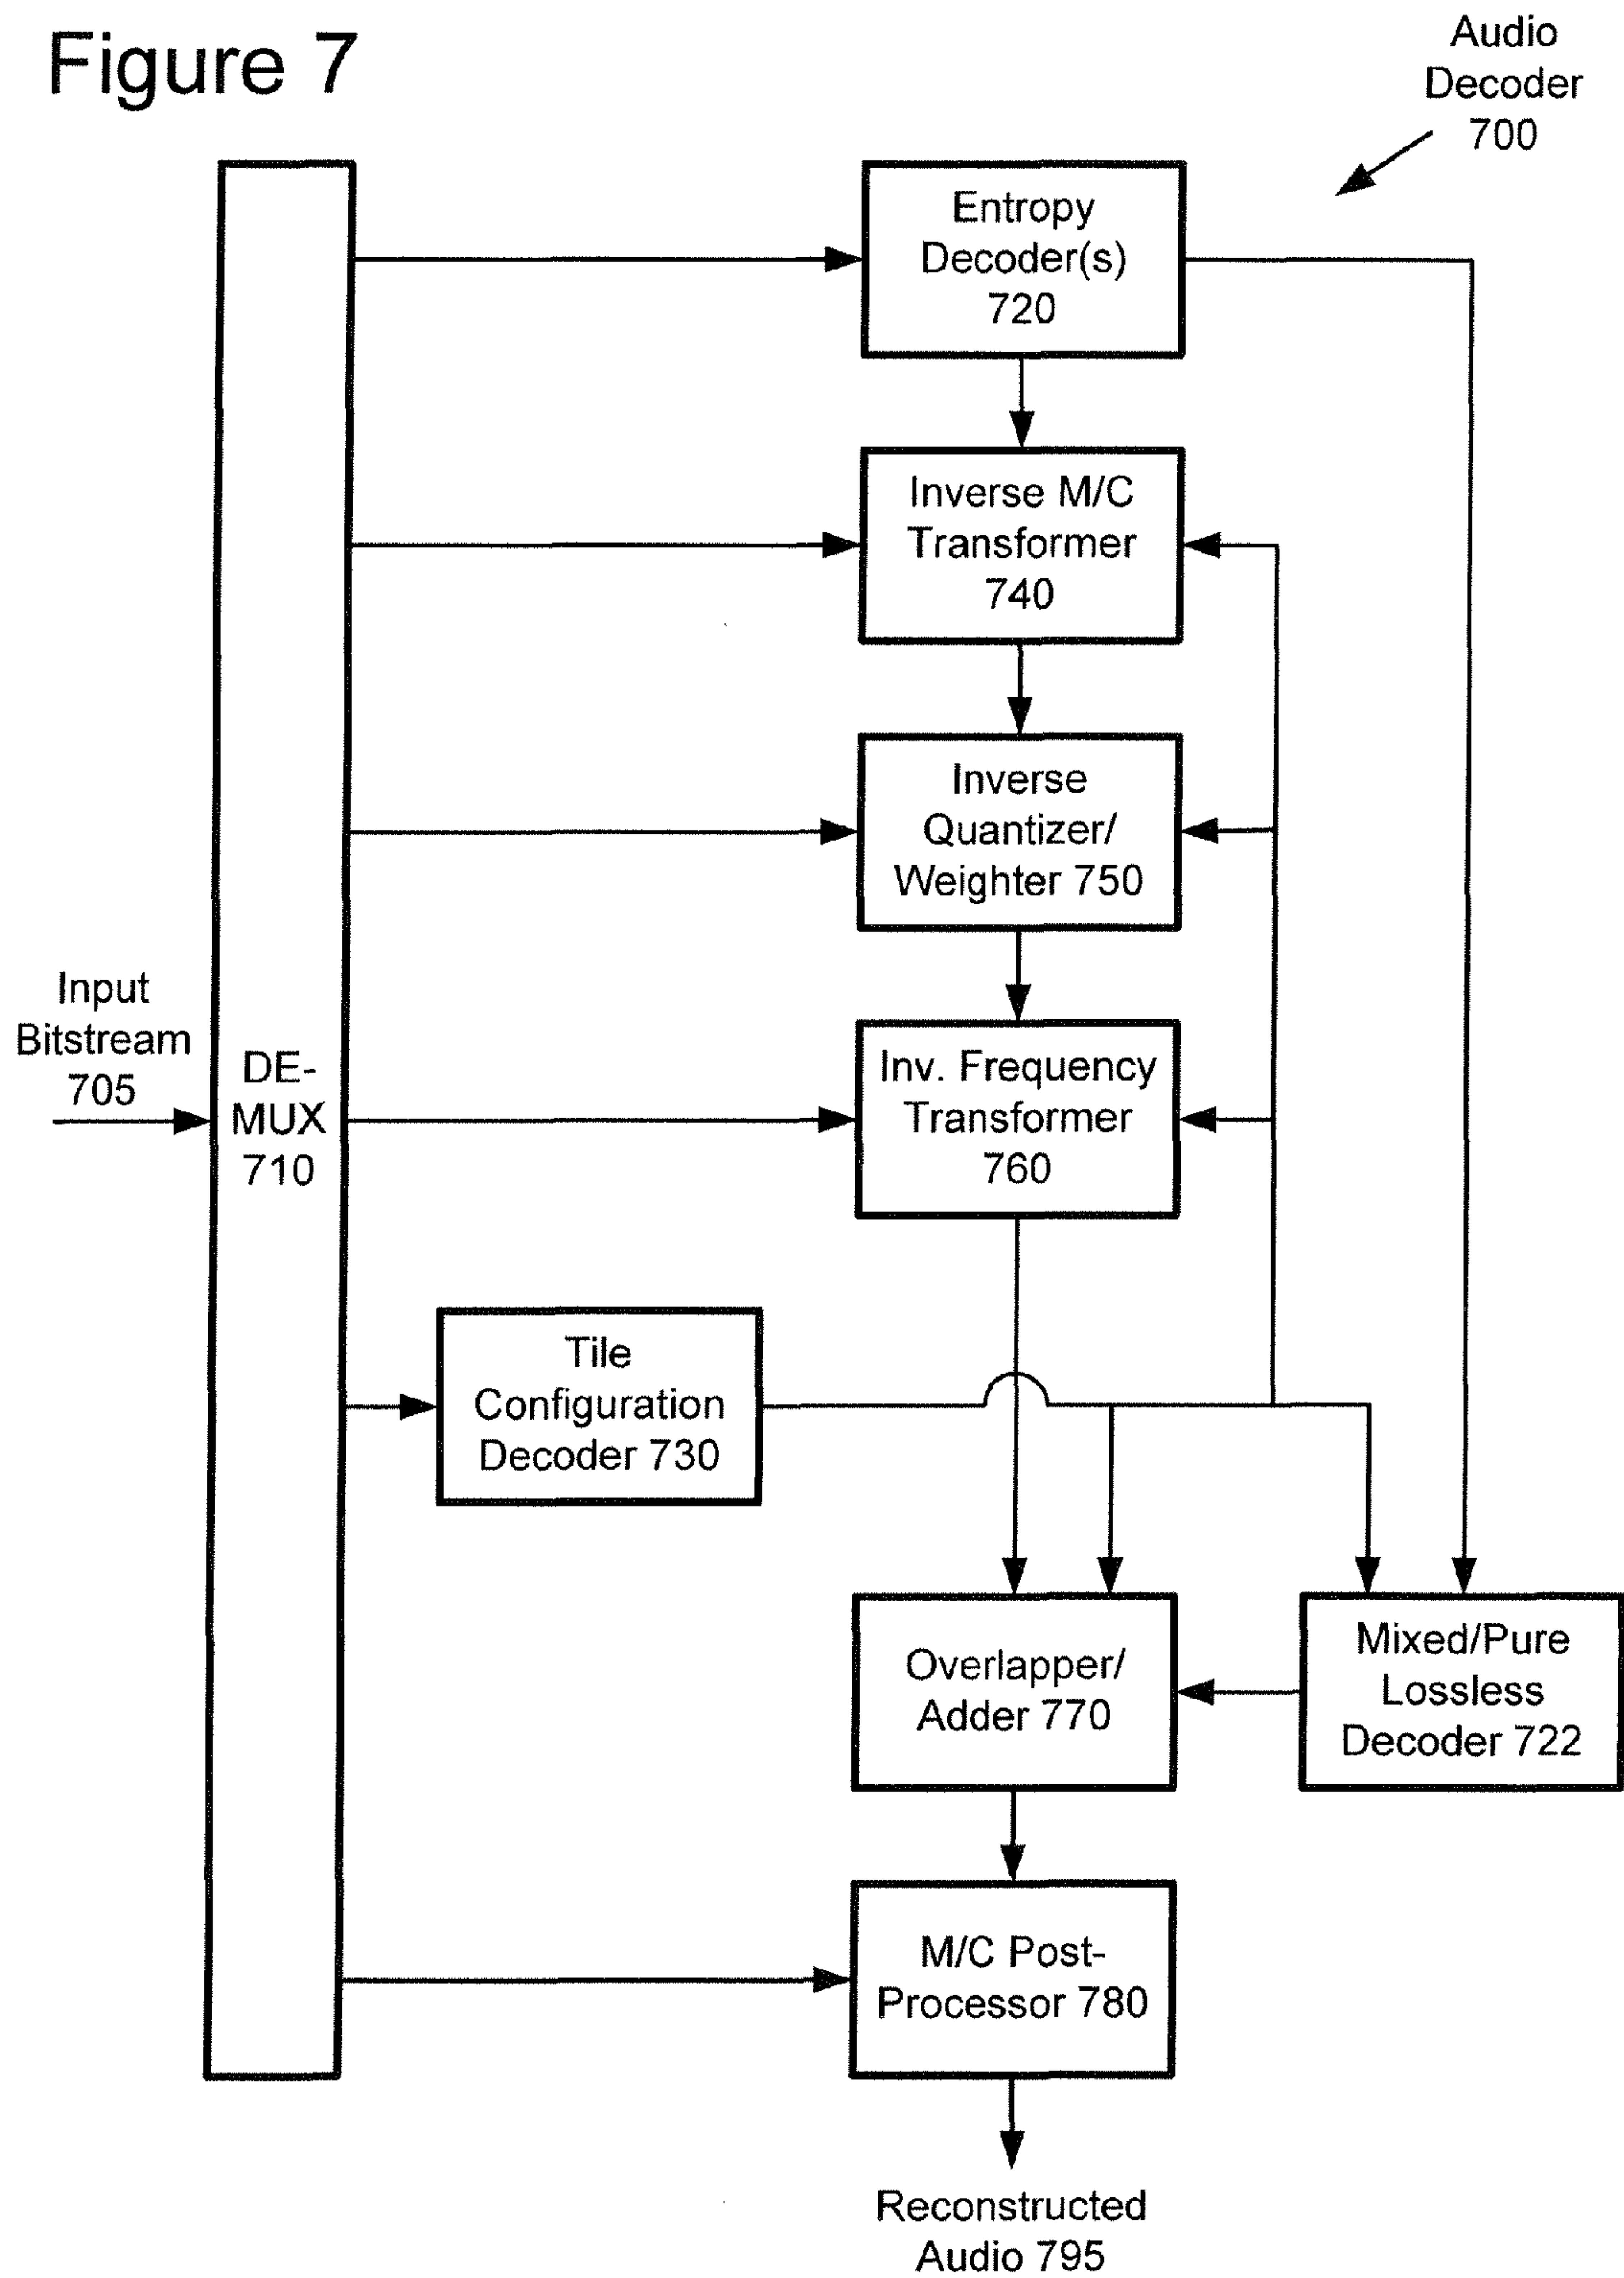 Figure 7
Audio
Decoder
700
Entropy
Decoder(s)
720
Inverse M/C
Transformer
740
Inverse
Quantizer/
Weighter 750
Input
Bitstream
705
DE-
MUX
710
Inv. Frequency
Transformer
760
Tile
Configuration
Decoder 730
Overlapper/
Adder 770
Mixed/Pure
Lossless
Decoder 722
M/C Post-
Processor 780
Reconstructed
Audio 795